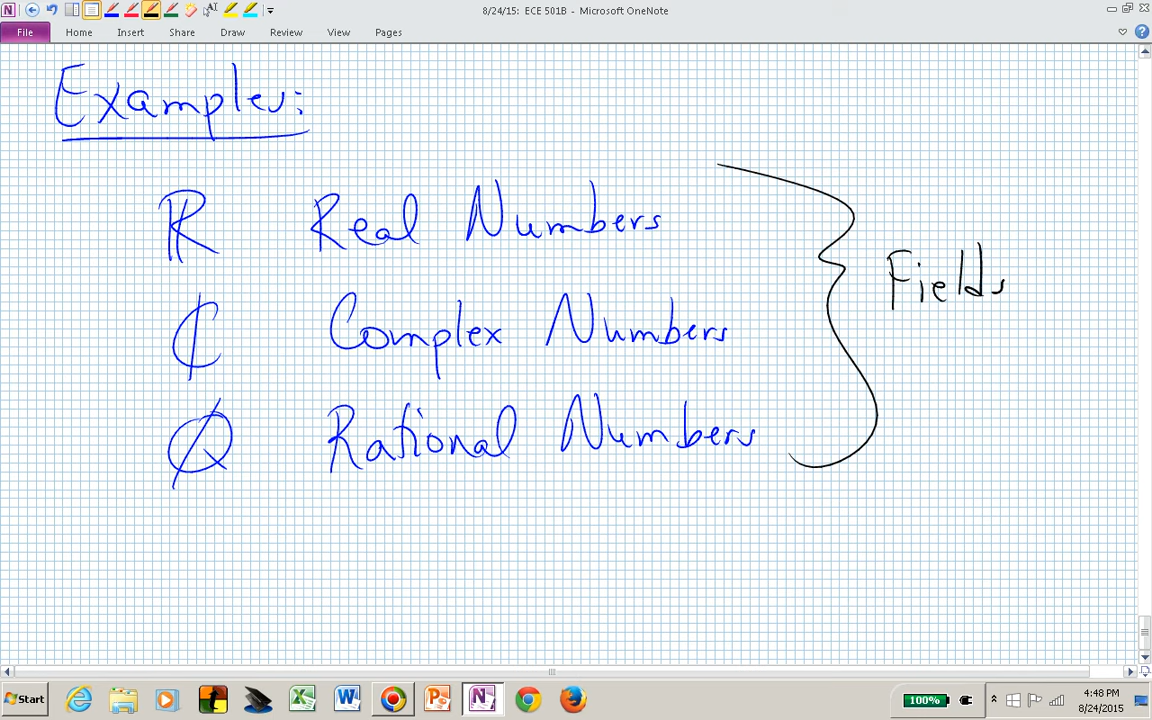 8/24/15: ECE 501B - Microsoft OneNote
File Home Insert Share Draw Review View Pages
Examples:
ℝ Real Numbers
ℂ Complex Numbers
ℚ Rational Numbers
Fields
Start
100%
4:48 PM
8/24/2015